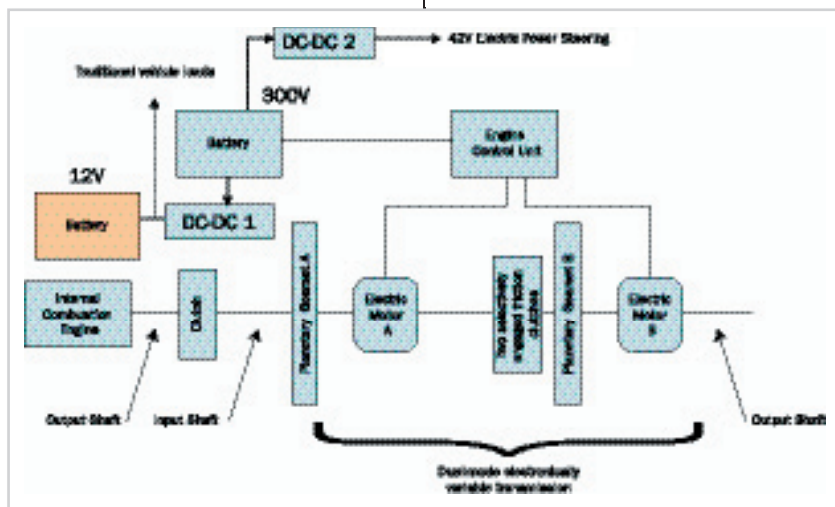 DC-DC 2
42V Electric Power Steering
Traditional vehicle loads
300V
Battery
Engine
Control Unit
12V
Battery
DC-DC 1
Internal
Combustion
Engine
Clutch
Planetary Gearset A
Electric
Motor
A
Two selectively
engaged friction
clutches
Planetary Gearset B
Electric
Motor
B
Output Shaft
Input Shaft
Output Shaft
Dual-mode electronically
variable transmission